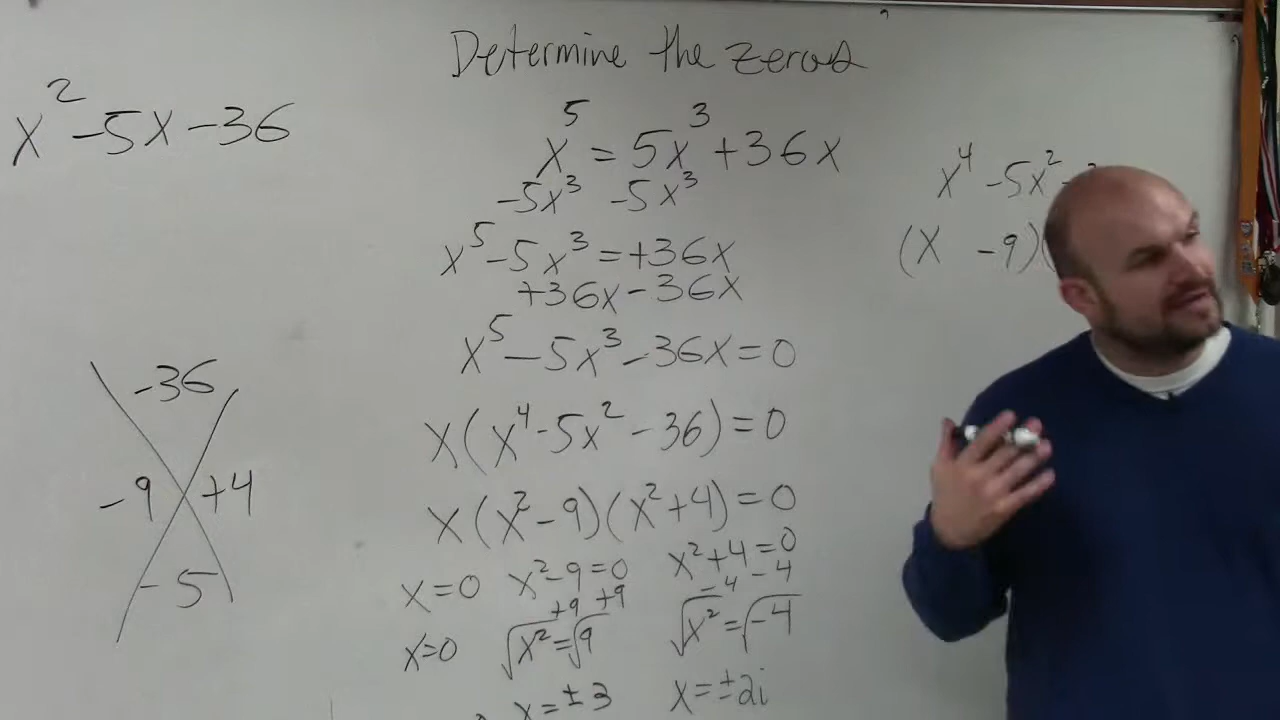 Determine the zeros
x² -5x -36
x⁵ = 5x³ +36x
-5x³ -5x³
x⁵ -5x³ = +36x
+36x -36x
x⁵ -5x³ -36x = 0
x(x⁴ -5x² -36) = 0
x(x² -9)(x² +4) = 0
x=0 x² -9=0 x² +4=0
+9 +9 -4 -4
x=0 √x² = √9 √x² = √-4
x = ±3 x = ±2i
-36
-9 +4
-5
x⁴ -5x² -
(x -9)(